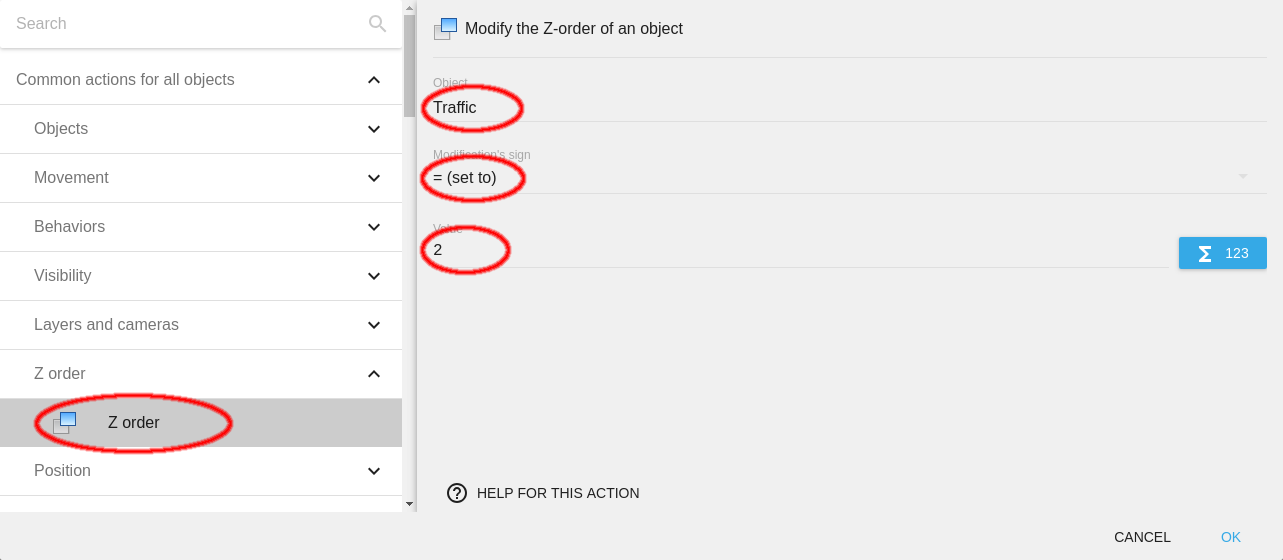 Search
Common actions for all objects
Objects
Movement
Behaviors
Visibility
Layers and cameras
Z order
Z order
Position
Modify the Z-order of an object
Object
Traffic
Modification's sign
= (set to)
Value
2
Σ 123
HELP FOR THIS ACTION
CANCEL OK